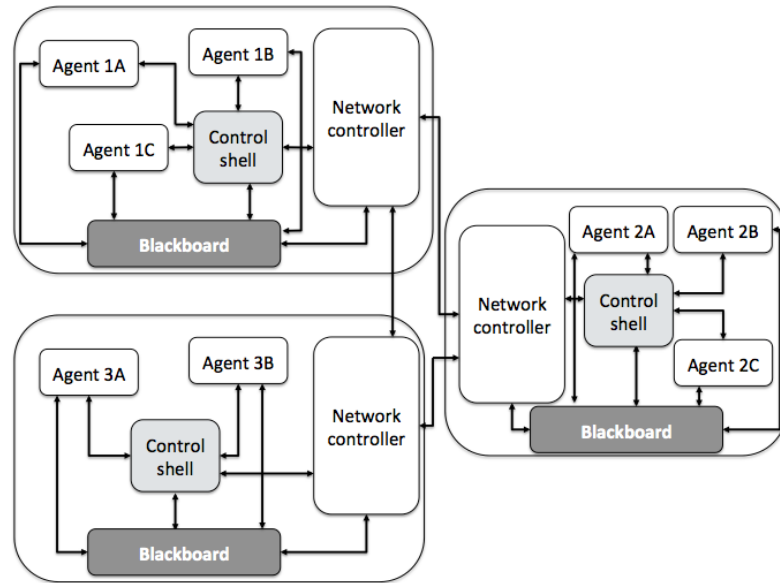 Agent 1A
Agent 1B
Network
controller
Agent 1C
Control
shell
Blackboard
Agent 2A
Agent 2B
Network
controller
Control
shell
Agent 2C
Blackboard
Agent 3A
Agent 3B
Network
controller
Control
shell
Blackboard